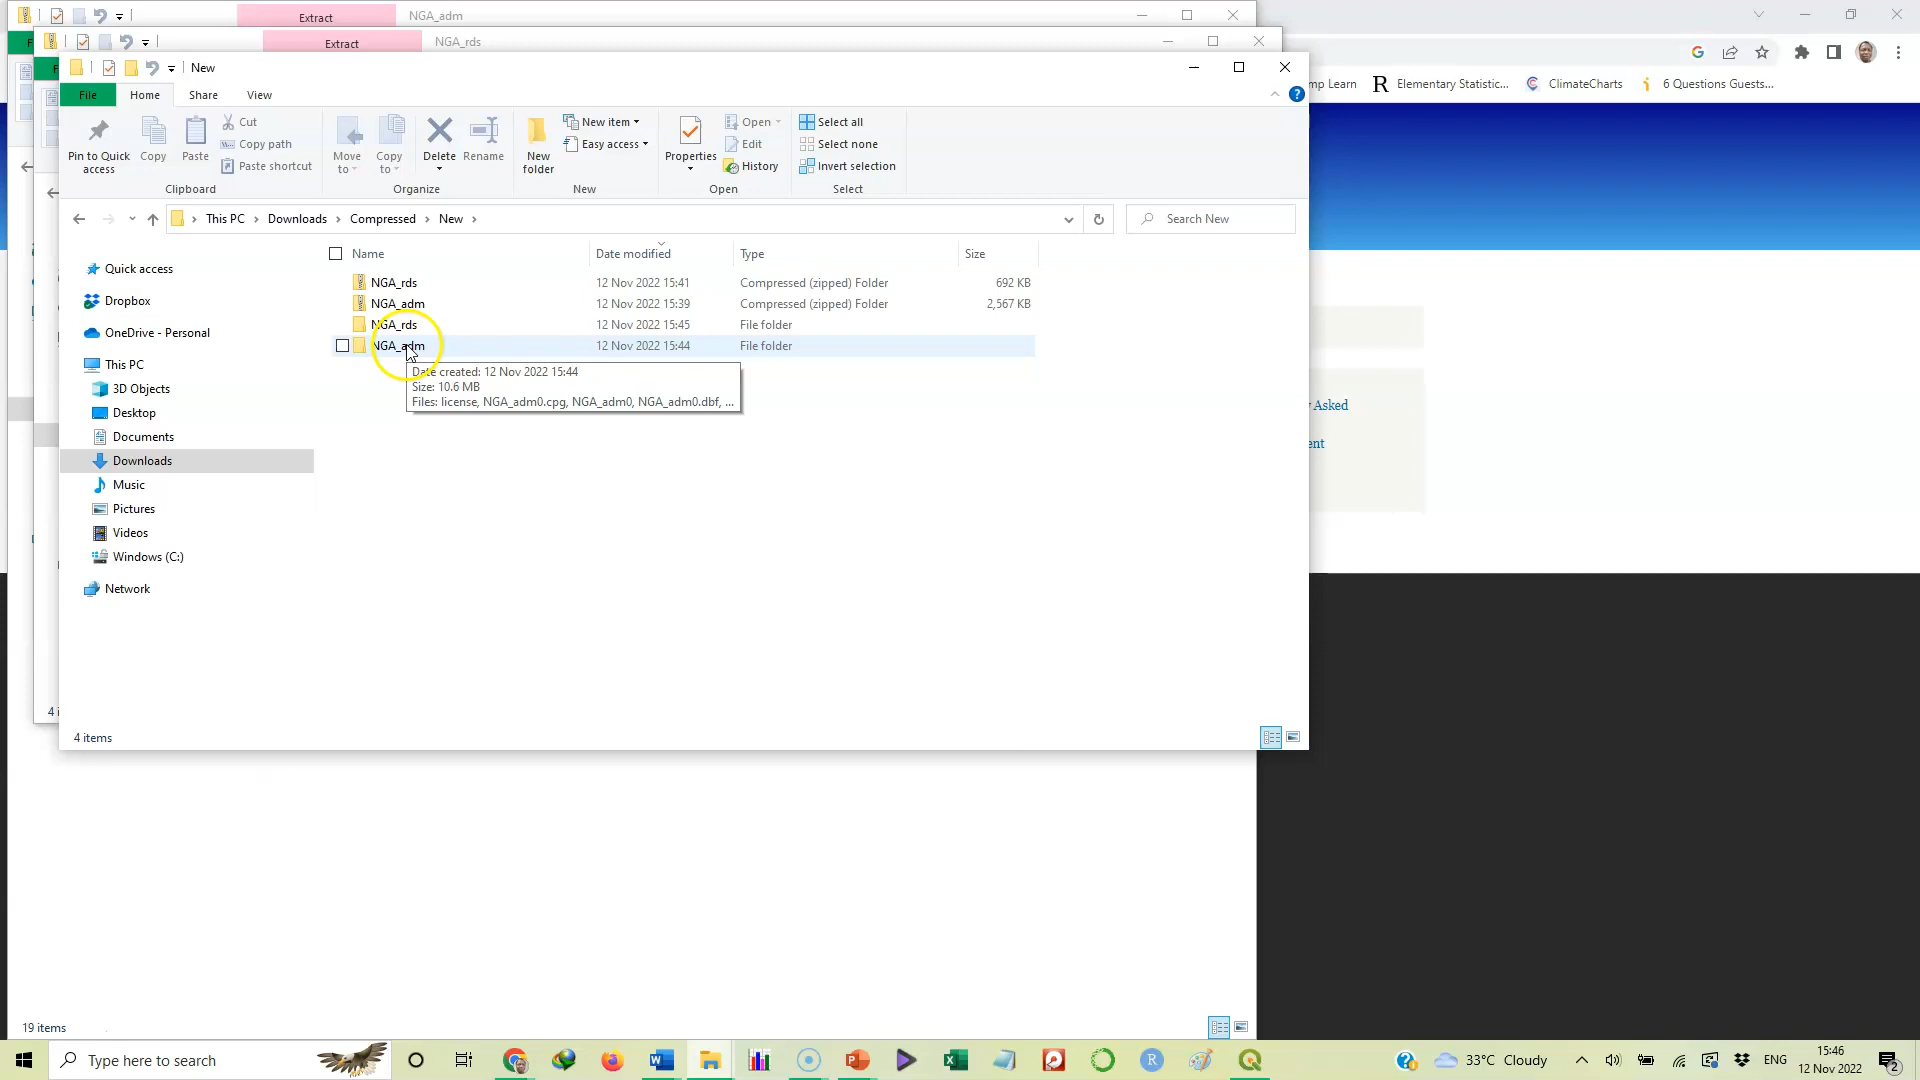 Extract NGA_adm
Extract NGA_rds
New
File Home Share View
mp Learn Elementary Statistic... ClimateCharts 6 Questions Guests...
Pin to Quick access
Copy
Paste
Cut
Copy path
Paste shortcut
Move to
Copy to
Delete
Rename
New folder
New item
Easy access
Properties
Open
Edit
History
Select all
Select none
Invert selection
Clipboard Organize New Open Select
This PC > Downloads > Compressed > New >
Search New
Name Date modified Type Size
NGA_rds 12 Nov 2022 15:41 Compressed (zipped) Folder 692 KB
NGA_adm 12 Nov 2022 15:39 Compressed (zipped) Folder 2,567 KB
NGA_rds 12 Nov 2022 15:45 File folder
NGA_adm 12 Nov 2022 15:44 File folder
Date created: 12 Nov 2022 15:44
Size: 10.6 MB
Files: license, NGA_adm0.cpg, NGA_adm0, NGA_adm0.dbf, ...
Quick access
Dropbox
OneDrive - Personal
This PC
3D Objects
Desktop
Documents
Downloads
Music
Pictures
Videos
Windows (C:)
Network
Asked
ent
4 i
4 items
19 items
Type here to search
33°C Cloudy
ENG
15:46
12 Nov 2022
2